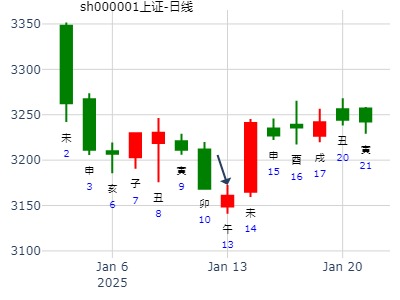 sh000001上证-日线
3350
3300
3250
3200
3150
3100
未
2
申
3
亥
6
子
7
丑
8
寅
9
卯
10
午
13
未
14
申
15
酉
16
戌
17
丑
20
寅
21
Jan 6
2025
Jan 13
Jan 20